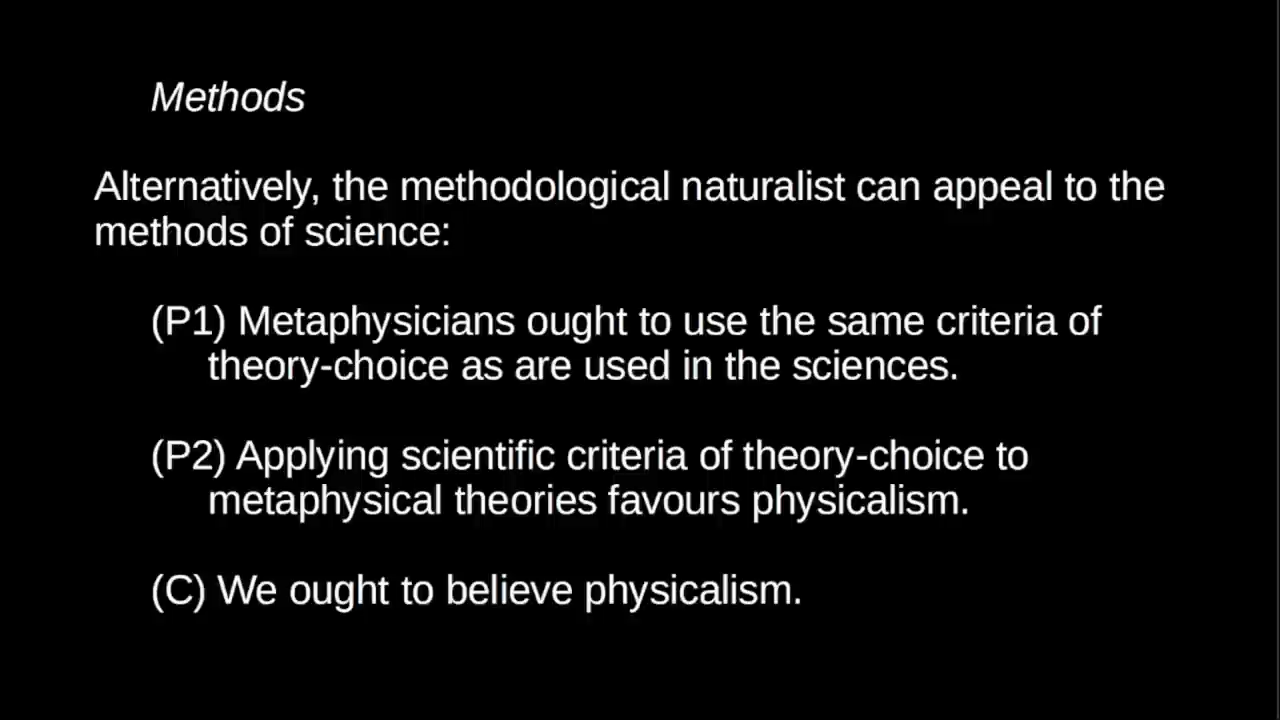 Methods
Alternatively, the methodological naturalist can appeal to the
methods of science:
(P1) Metaphysicians ought to use the same criteria of
theory-choice as are used in the sciences.
(P2) Applying scientific criteria of theory-choice to
metaphysical theories favours physicalism.
(C) We ought to believe physicalism.